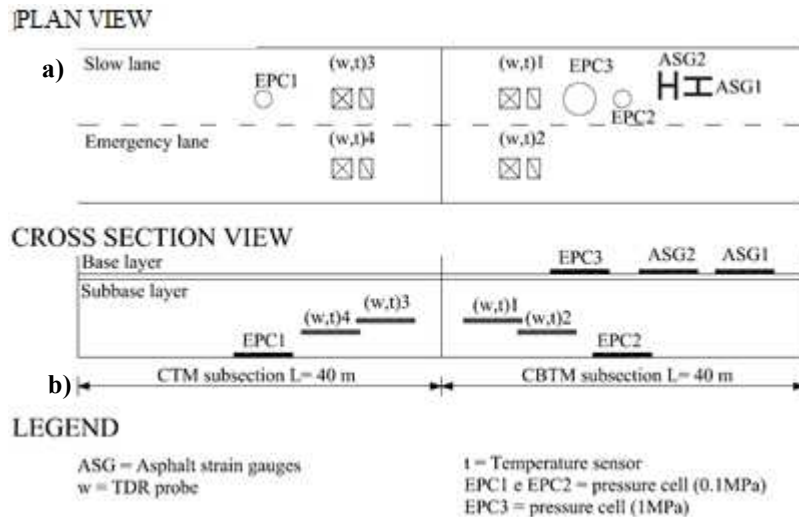 PLAN VIEW
a)
Slow lane
EPC1
(w,t)3
(w,t)1
EPC3
EPC2
ASG2
ASG1
Emergency lane
(w,t)4
(w,t)2
CROSS SECTION VIEW
Base layer
EPC3
ASG2
ASG1
Subbase layer
(w,t)3
(w,t)1
(w,t)4
(w,t)2
EPC1
EPC2
b)
CTM subsection L= 40 m
CBTM subsection L= 40 m
LEGEND
ASG = Asphalt strain gauges
w = TDR probe
t = Temperature sensor
EPC1 e EPC2 = pressure cell (0.1MPa)
EPC3 = pressure cell (1MPa)